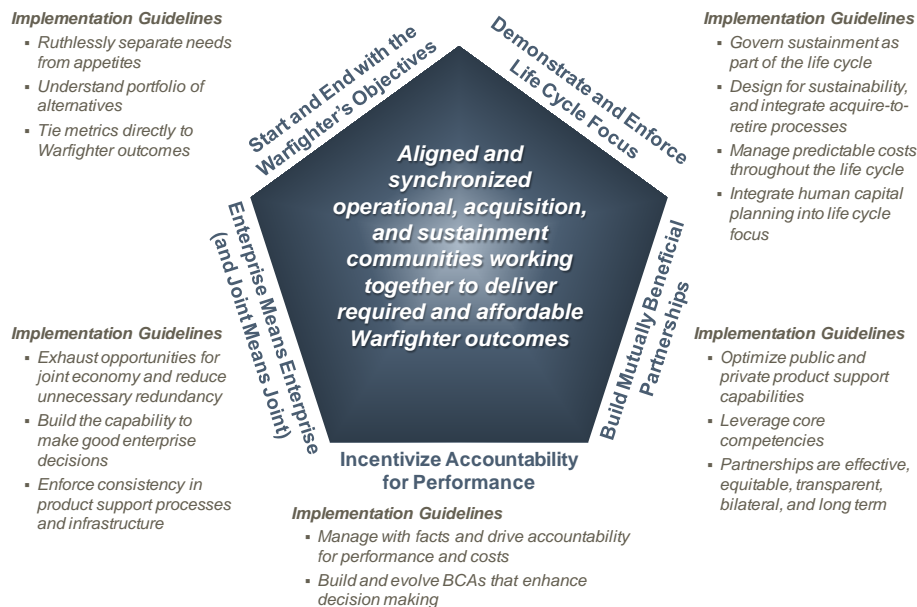 Implementation Guidelines
▪ Ruthlessly separate needs
from appetites
▪ Understand portfolio of
alternatives
▪ Tie metrics directly to
Warfighter outcomes
Start and End with the
Warfighter's Objectives
Demonstrate and Enforce
Life Cycle Focus
Implementation Guidelines
▪ Govern sustainment as
part of the life cycle
▪ Design for sustainability,
and integrate acquire-to-
retire processes
▪ Manage predictable costs
throughout the life cycle
▪ Integrate human capital
planning into life cycle
focus
Aligned and
synchronized
operational, acquisition,
and sustainment
communities working
together to deliver
required and affordable
Warfighter outcomes
Enterprise Means Enterprise
(and Joint Means Joint)
Build Mutually Beneficial
Partnerships
Implementation Guidelines
▪ Exhaust opportunities for
joint economy and reduce
unnecessary redundancy
▪ Build the capability to
make good enterprise
decisions
▪ Enforce consistency in
product support processes
and infrastructure
Implementation Guidelines
▪ Optimize public and
private product support
capabilities
▪ Leverage core
competencies
▪ Partnerships are effective,
equitable, transparent,
bilateral, and long term
Incentivize Accountability
for Performance
Implementation Guidelines
▪ Manage with facts and drive accountability
for performance and costs
▪ Build and evolve BCAs that enhance
decision making